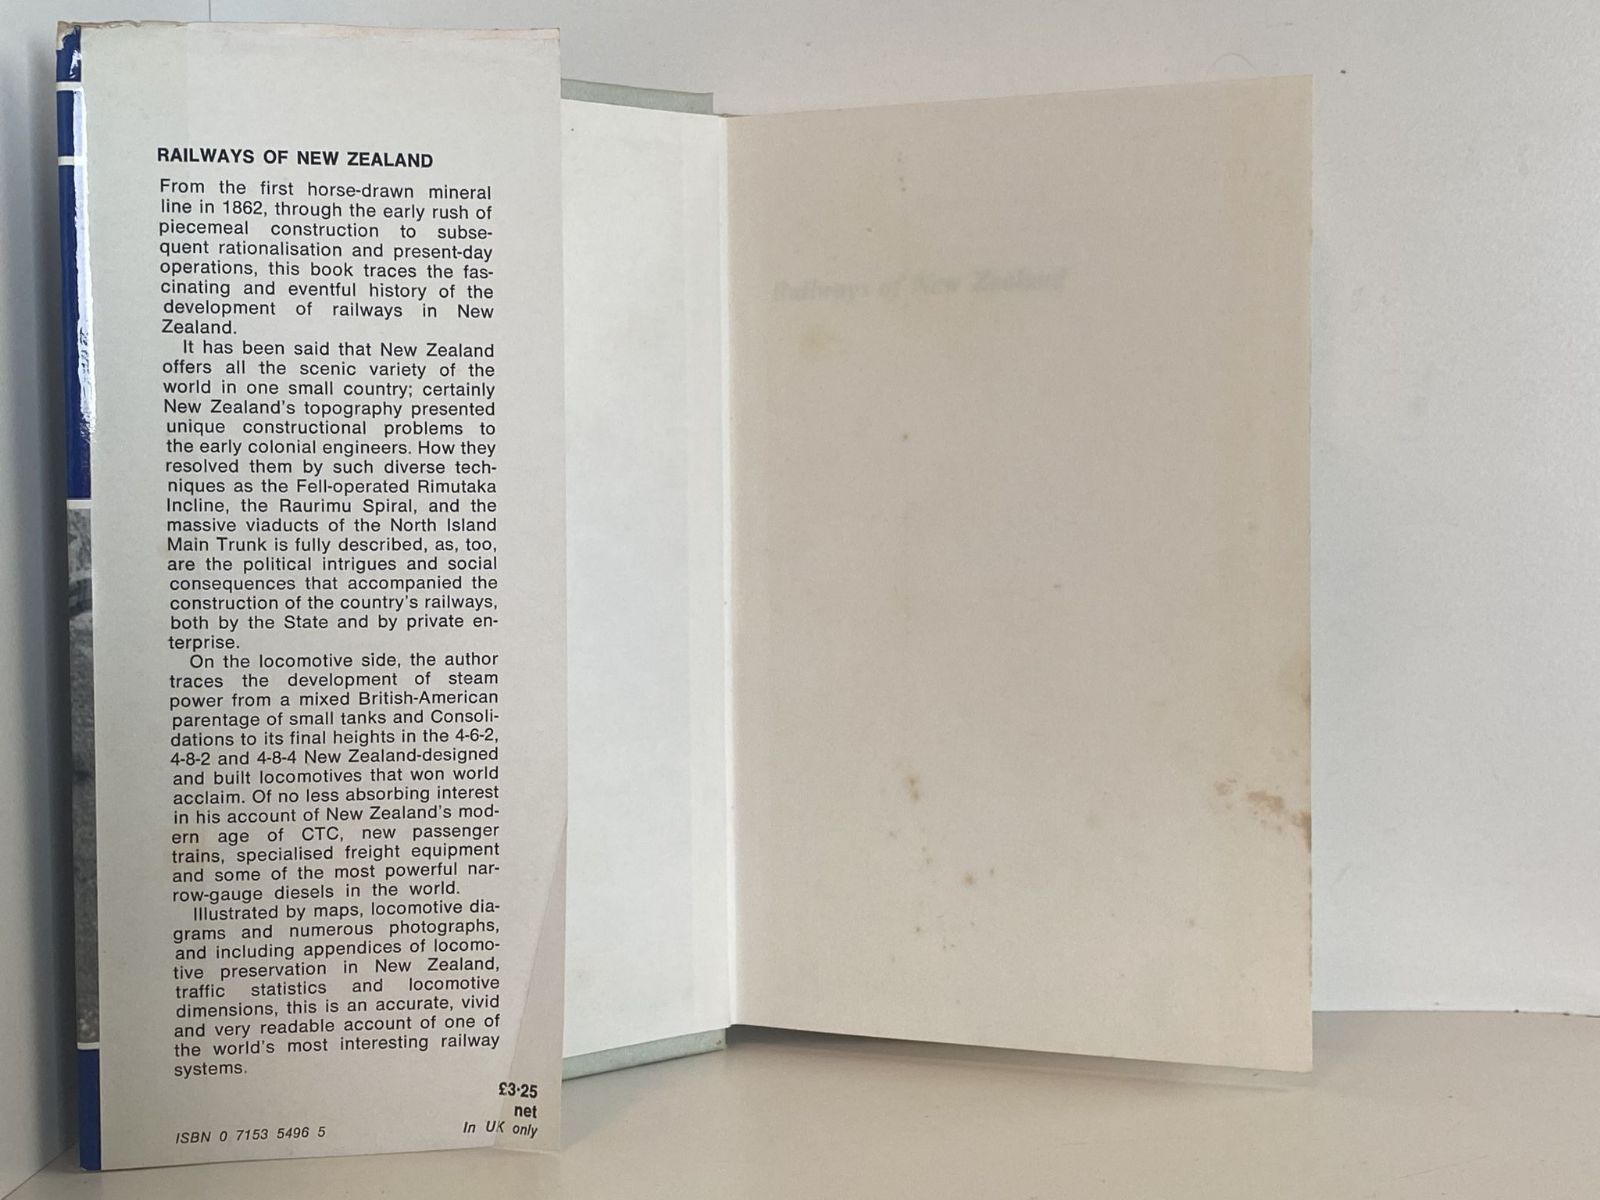 RAILWAYS OF NEW ZEALAND
From the first horse-drawn mineral
line in 1862, through the early rush of
piecemeal construction to subse-
quent rationalisation and present-day
operations, this book traces the fas-
cinating and eventful history of the
development of railways in New
Zealand.
It has been said that New Zealand
offers all the scenic variety of the
world in one small country; certainly
New Zealand's topography presented
unique constructional problems to
the early colonial engineers. How they
resolved them by such diverse tech-
niques as the Fell-operated Rimutaka
Incline, the Raurimu Spiral, and the
massive viaducts of the North Island
Main Trunk is fully described, as, too,
are the political intrigues and social
consequences that accompanied the
construction of the country's railways,
both by the State and by private en-
terprise.
On the locomotive side, the author
traces the development of steam
power from a mixed British-American
parentage of small tanks and Consoli-
dations to its final heights in the 4-6-2,
4-8-2 and 4-8-4 New Zealand-designed
and built locomotives that won world
acclaim. Of no less absorbing interest
in his account of New Zealand's mod-
ern age of CTC, new passenger
trains, specialised freight equipment
and some of the most powerful nar-
row-gauge diesels in the world.
Illustrated by maps, locomotive dia-
grams and numerous photographs,
and including appendices of locomo-
tive preservation in New Zealand,
traffic statistics and locomotive
dimensions, this is an accurate, vivid
and very readable account of one of
the world's most interesting railway
systems.
£3·25
net
In UK only
ISBN 0 7153 5496 5
Railways of New Zealand